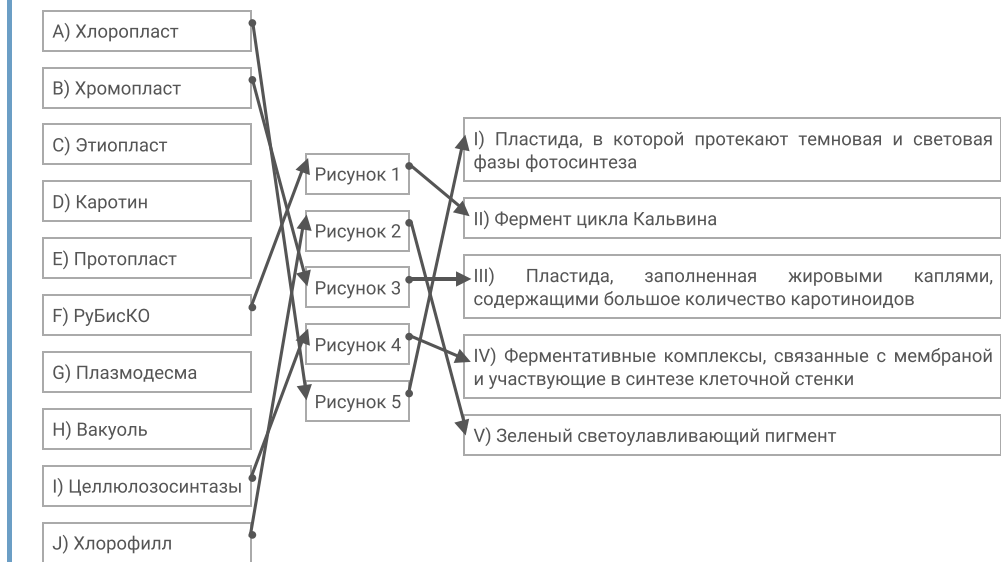 A) Хлоропласт
B) Хромопласт
C) Этиопласт
D) Каротин
E) Протопласт
F) РуБисКО
G) Плазмодесма
H) Вакуоль
I) Целлюлозосинтазы
J) Хлорофилл
Рисунок 1
Рисунок 2
Рисунок 3
Рисунок 4
Рисунок 5
I) Пластида, в которой протекают темновая и световая
фазы фотосинтеза
II) Фермент цикла Кальвина
III) Пластида, заполненная жировыми каплями,
содержащими большое количество каротиноидов
IV) Ферментативные комплексы, связанные с мембраной
и участвующие в синтезе клеточной стенки
V) Зеленый светоулавливающий пигмент